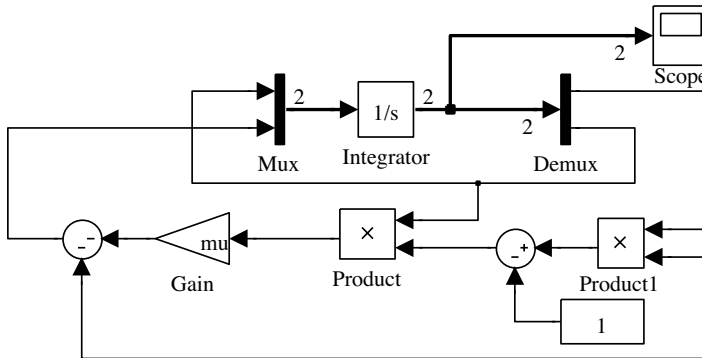 2
Scope
2
1/s
2
2
Mux
Integrator
Demux
- -
mu
×
- +
×
Gain
Product
Product1
1